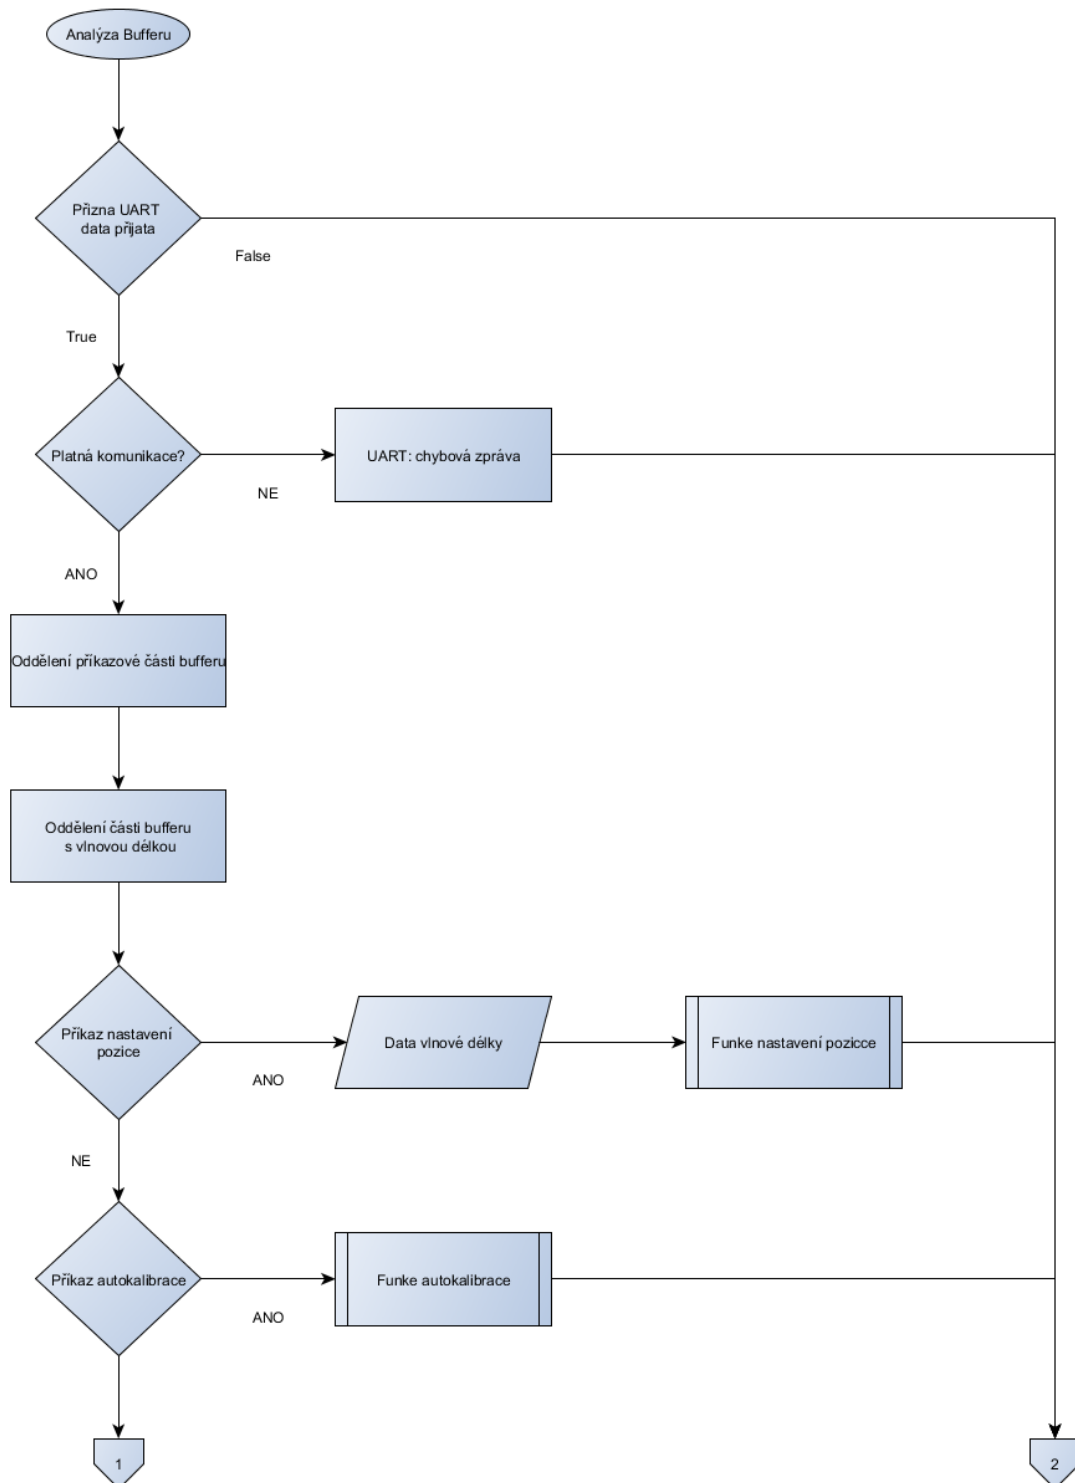 Analýza Bufferu
Přizna UART
data přijata
False
True
Platná komunikace?
UART: chybová zpráva
NE
ANO
Oddělení příkazové části bufferu
Oddělení části bufferu
s vlnovou délkou
Příkaz nastavení
pozice
Data vlnové délky
Funke nastavení pozicce
ANO
NE
Příkaz autokalibrace
Funke autokalibrace
ANO
1
2